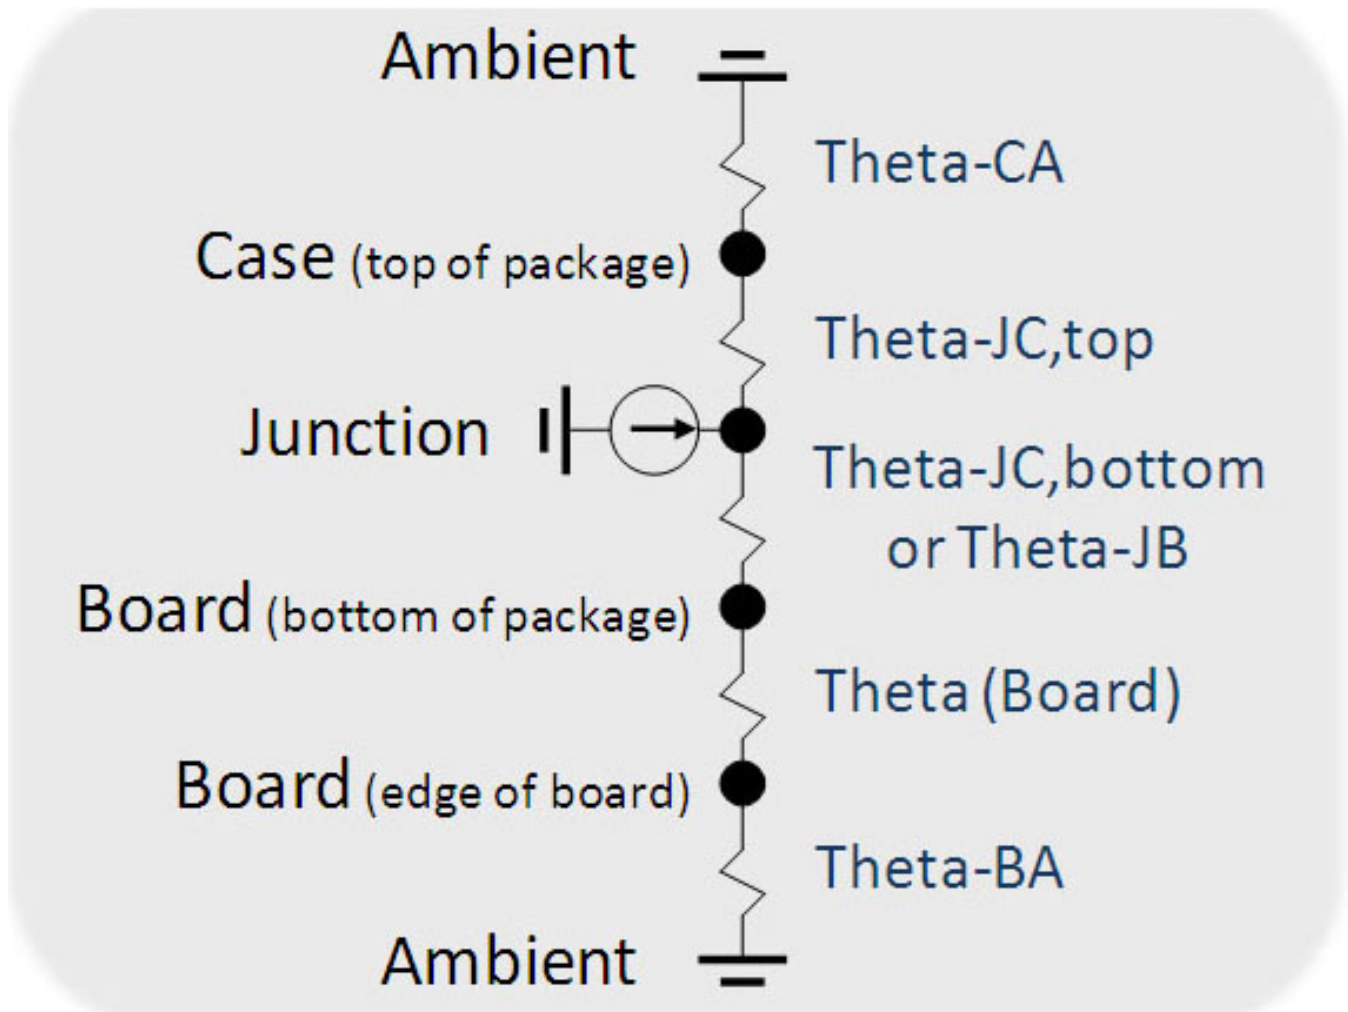 Ambient
Theta-CA
Case (top of package)
Theta-JC,top
Junction
Theta-JC,bottom
or Theta-JB
Board (bottom of package)
Theta (Board)
Board (edge of board)
Theta-BA
Ambient